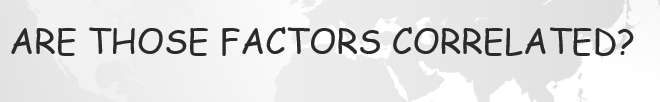 ARE THOSE FACTORS CORRELATED?